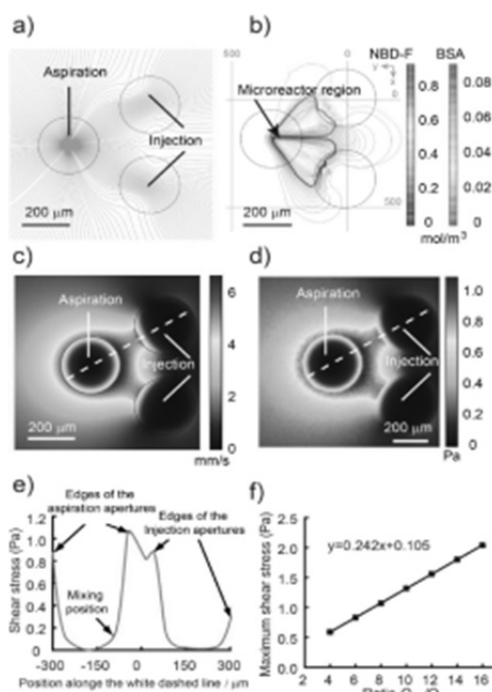 a)
Aspiration
Injection
200 μm
b)
NBD-F BSA
500
0
y
x
0
Microreactor region
500
0.8 0.8
0.6 0.6
0.4 0.4
0.2 0.2
0 0
mol/m³
200 μm
c)
Aspiration
Injection
200 μm
6
4
2
0
mm/s
d)
Aspiration
Injection
200 μm
1.0
0.8
0.6
0.4
0.2
0
Pa
e)
Edges of the
aspiration apertures
Edges of the
Injection apertures
Mixing
position
Shear stress (Pa)
1.2
1
0.8
0.6
0.4
0.2
0
-300 -150 0 150 300
Position alonge the white dashed line / μm
f)
y=0.242x+0.105
Maximum shear stress (Pa)
2.5
2.0
1.5
1.0
0.5
0.0
2 4 6 8 10 12 14 16